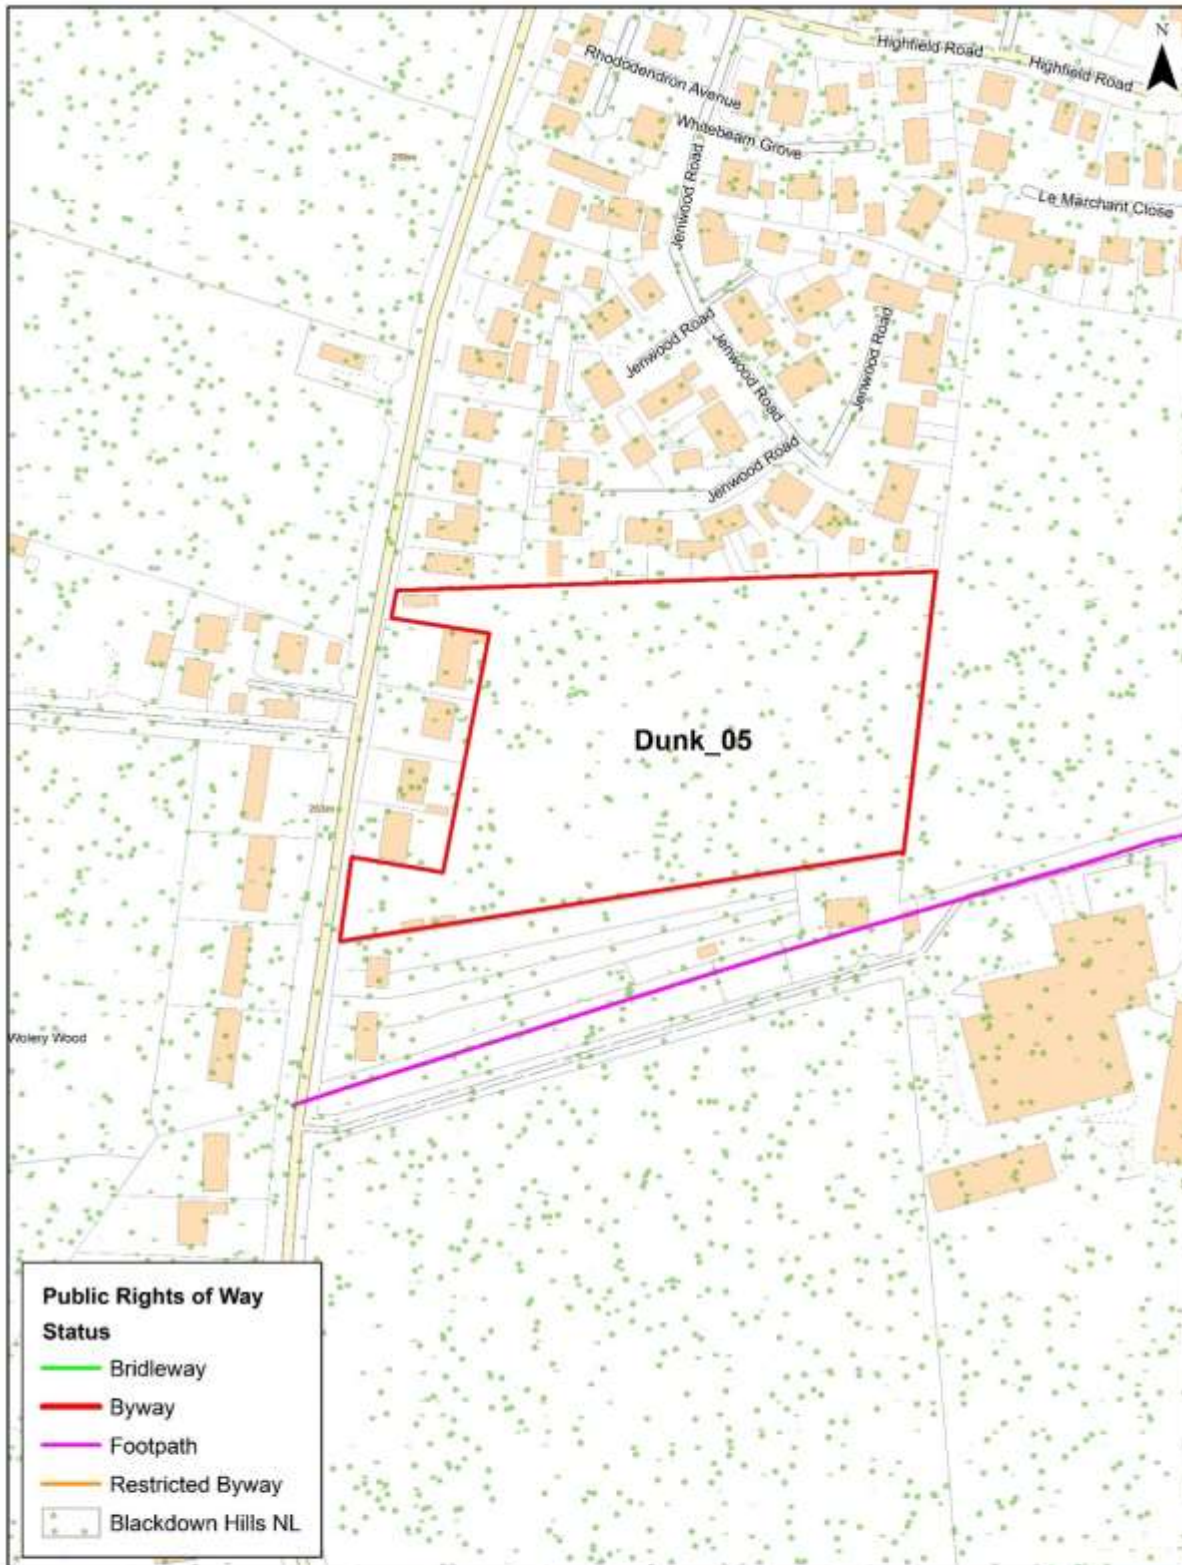 N
Highfield Road
Highfield Road
Rhododendron Avenue
Whitebeam Grove
Jenwood Road
Le Marchant Close
Jenwood Road
Jenwood Road
Jenwood Road
Jenwood Road
Dunk_05
Wolery Wood
Public Rights of Way
Status
Bridleway
Byway
Footpath
Restricted Byway
Blackdown Hills NL